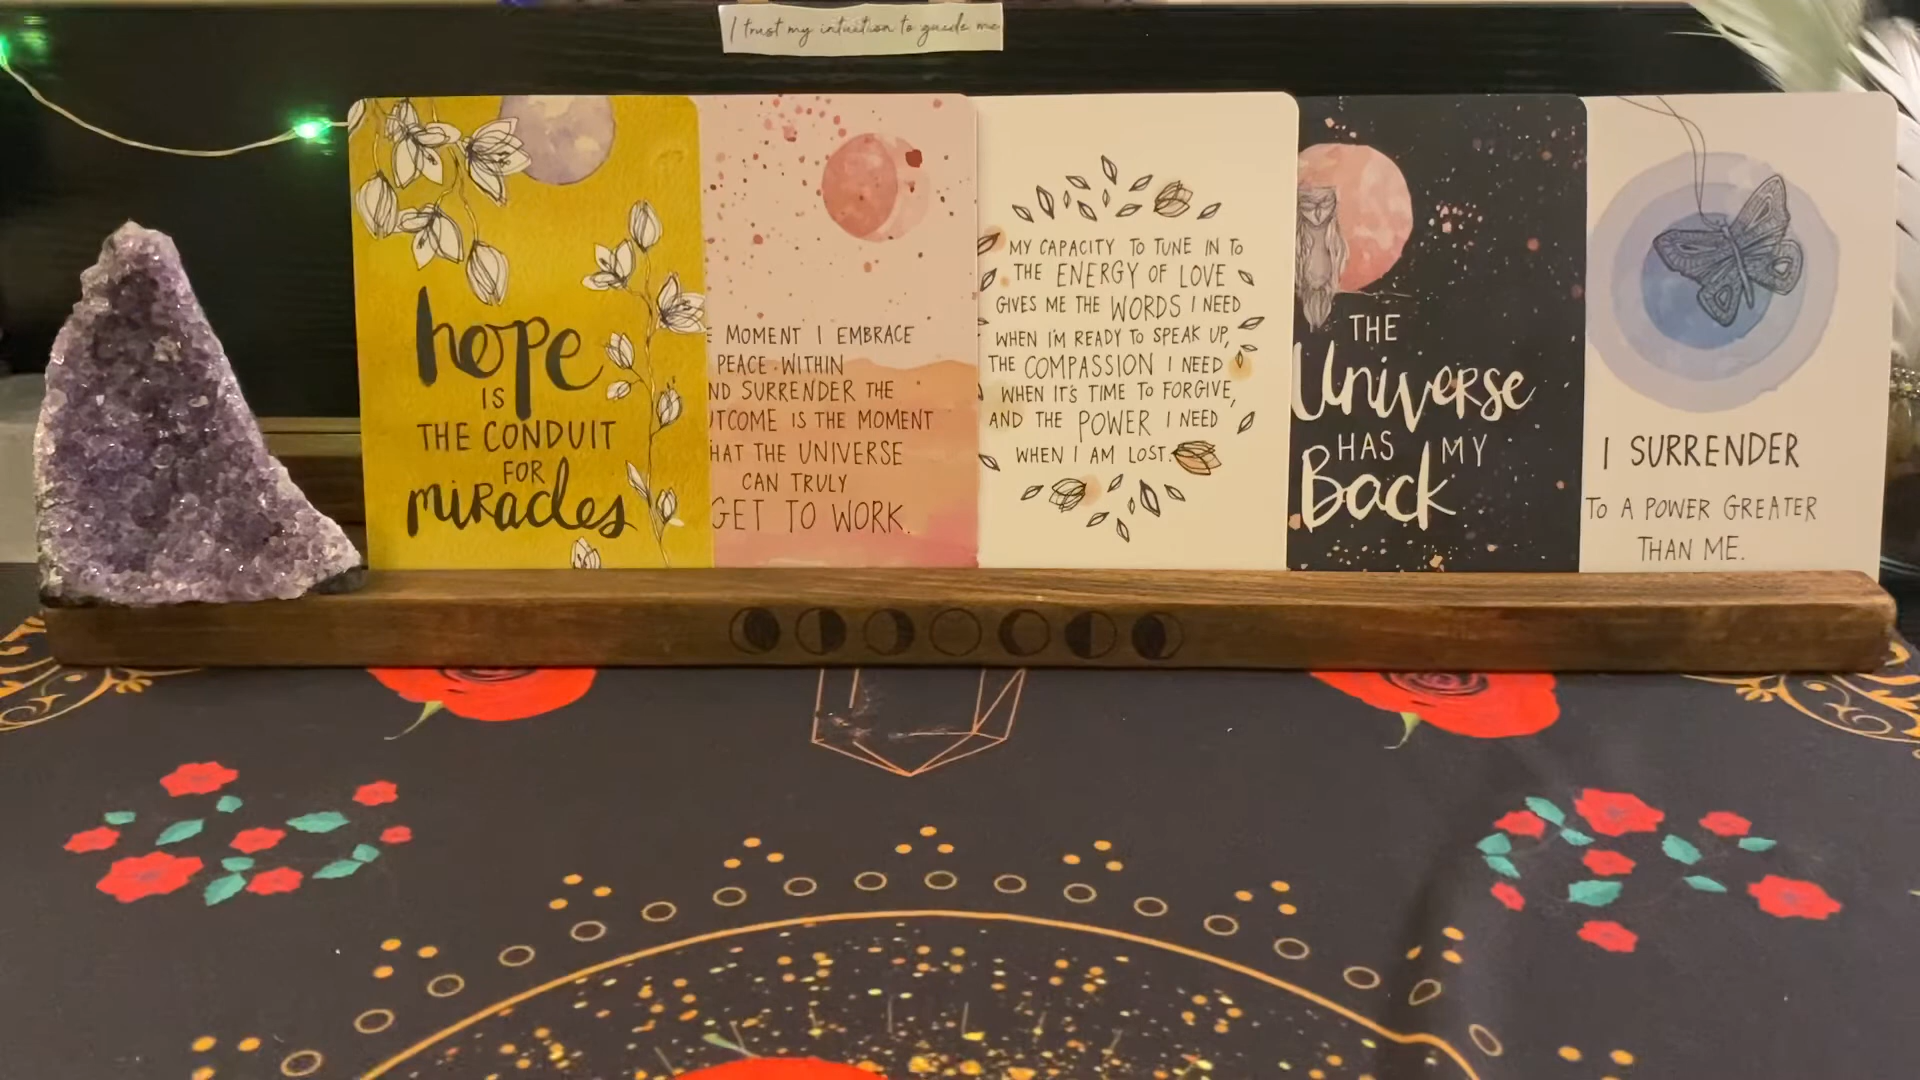 I trust my intuition to guide me
hope
IS
THE CONDUIT
FOR
miracles
MOMENT I EMBRACE
PEACE WITHIN
ND SURRENDER THE
UTCOME IS THE MOMENT
HAT THE UNIVERSE
CAN TRULY
GET TO WORK.
MY CAPACITY TO TUNE IN TO
THE ENERGY OF LOVE
GIVES ME THE WORDS I NEED
WHEN I'M READY TO SPEAK UP,
THE COMPASSION I NEED
WHEN IT'S TIME TO FORGIVE,
AND THE POWER I NEED
WHEN I AM LOST.
THE
Universe
HAS MY
Back
I SURRENDER
TO A POWER GREATER
THAN ME.